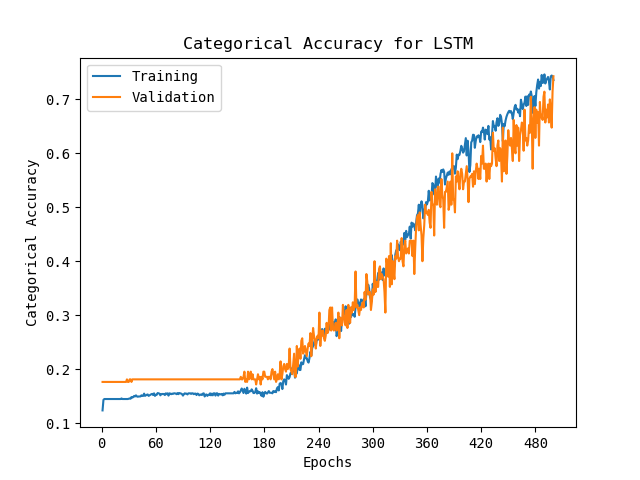 Categorical Accuracy for LSTM
Training
Validation
Categorical Accuracy
0.7
0.6
0.5
0.4
0.3
0.2
0.1
0 60 120 180 240 300 360 420 480
Epochs